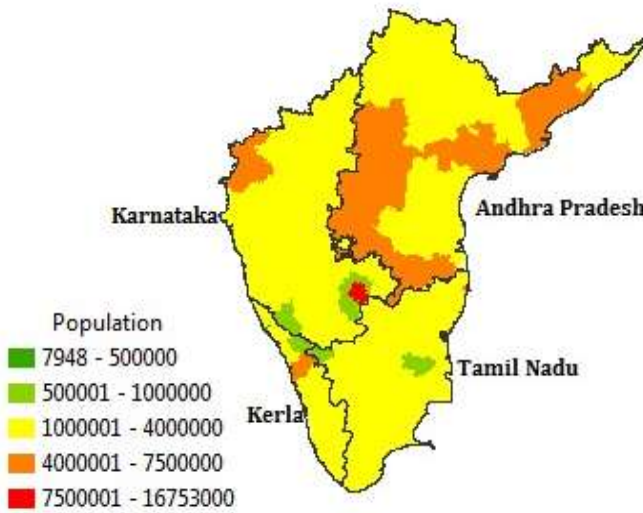 Karnataka
Andhra Pradesh
Population
7948 - 500000
500001 - 1000000
1000001 - 4000000
4000001 - 7500000
7500001 - 16753000
Tamil Nadu
Kerla